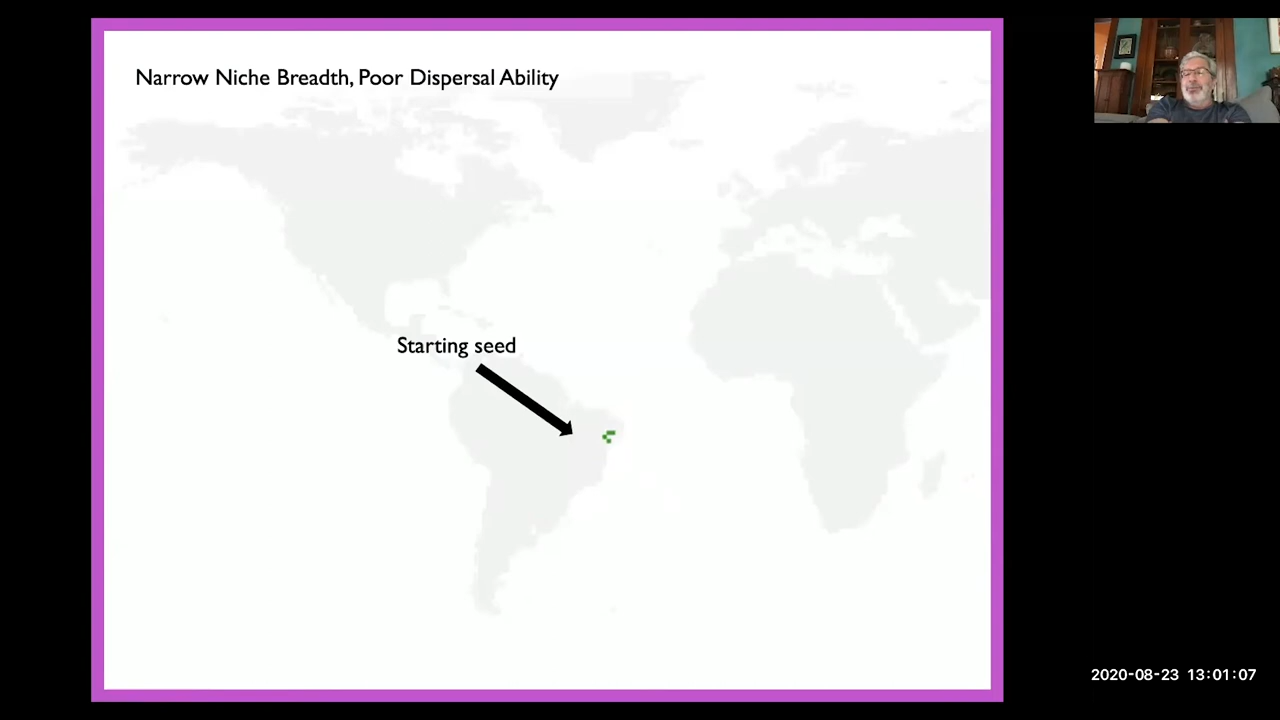 Narrow Niche Breadth, Poor Dispersal Ability
Starting seed
2020-08-23 13:01:07